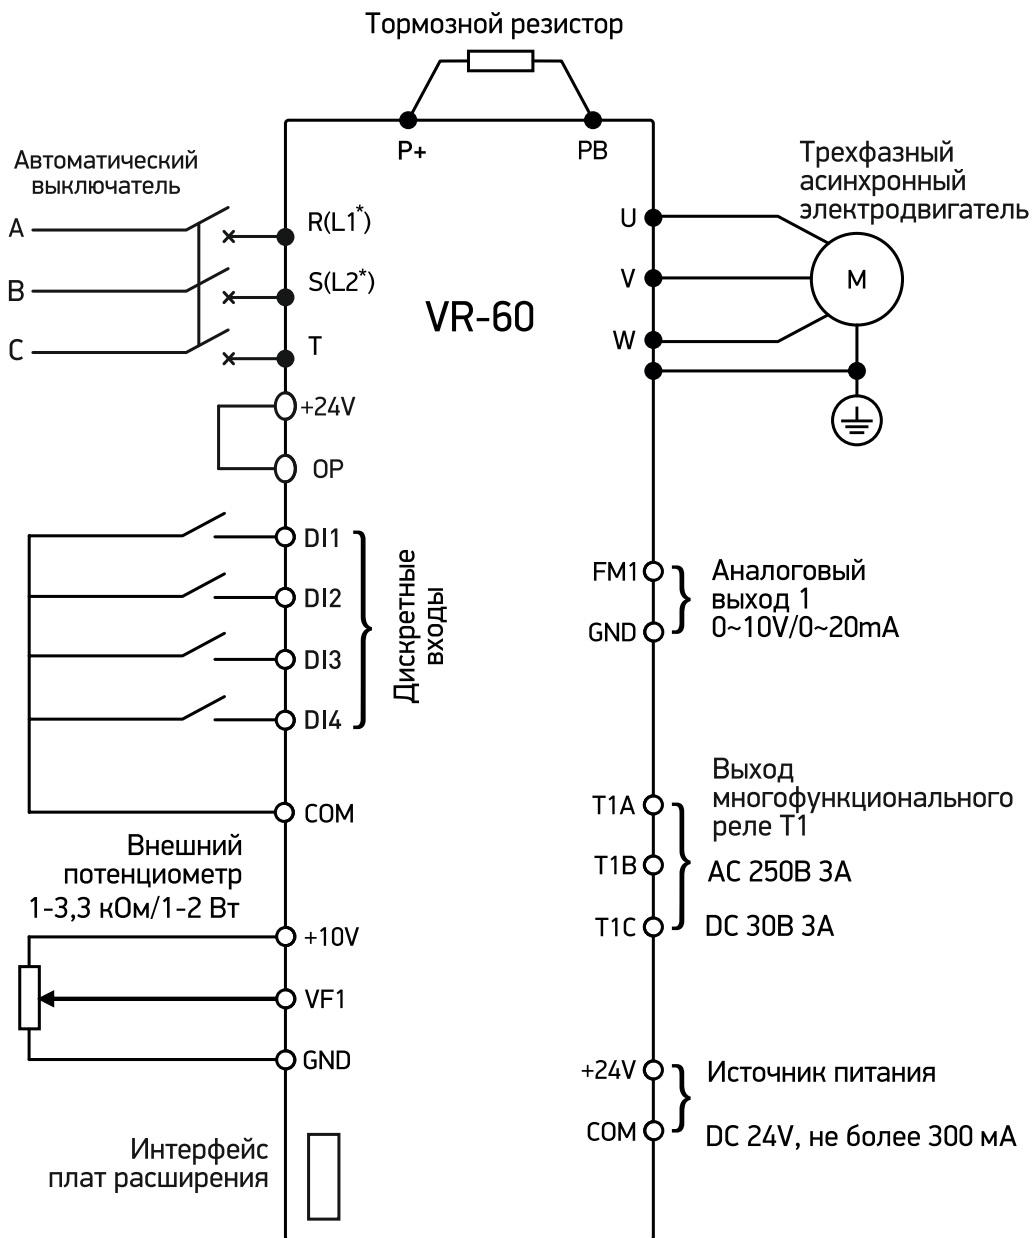 Тормозной резистор
P+
PB
Автоматический
выключатель
A
B
C
R(L1*)
S(L2*)
T
VR-60
U
V
W
Трехфазный
асинхронный
электродвигатель
M
+24V
OP
DI1
DI2
DI3
DI4
Дискретные
входы
COM
FM1
GND
Аналоговый
выход 1
0~10V/0~20mA
Внешний
потенциометр
1-3,3 кОм/1-2 Вт
+10V
VF1
GND
T1A
T1B
T1C
Выход
многофункционального
реле T1
AC 250В 3А
DC 30В 3А
+24V
COM
Источник питания
DC 24V, не более 300 мА
Интерфейс
плат расширения